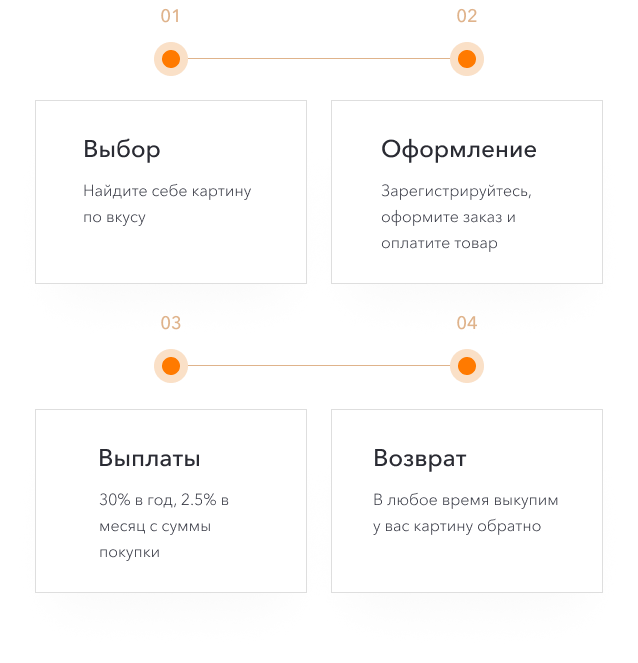 01
02
Выбор
Найдите себе картину
по вкусу
Оформление
Зарегистрируйтесь,
оформите заказ и
оплатите товар
03
04
Выплаты
30% в год, 2.5% в
месяц с суммы
покупки
Возврат
В любое время выкупим
у вас картину обратно